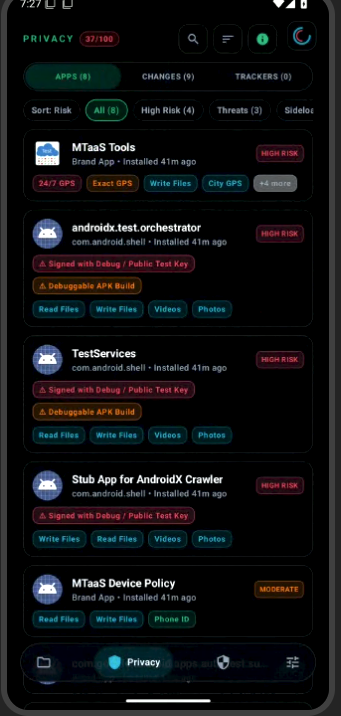 7:27
PRIVACY 37/100
APPS (8) CHANGES (9) TRACKERS (0)
Sort: Risk All (8) High Risk (4) Threats (3) Sideloa
MTaaS Tools
Brand App • Installed 41m ago
HIGH RISK
24/7 GPS Exact GPS Write Files City GPS +4 more
androidx.test.orchestrator
com.android.shell • Installed 41m ago
HIGH RISK
⚠ Signed with Debug / Public Test Key
⚠ Debuggable APK Build
Read Files Write Files Videos Photos
TestServices
com.android.shell • Installed 41m ago
HIGH RISK
⚠ Signed with Debug / Public Test Key
⚠ Debuggable APK Build
Read Files Write Files Videos Photos
Stub App for AndroidX Crawler
com.android.shell • Installed 41m ago
HIGH RISK
⚠ Signed with Debug / Public Test Key
Write Files Read Files Videos Photos
MTaaS Device Policy
Brand App • Installed 41m ago
MODERATE
Read Files Write Files Phone ID
Privacy